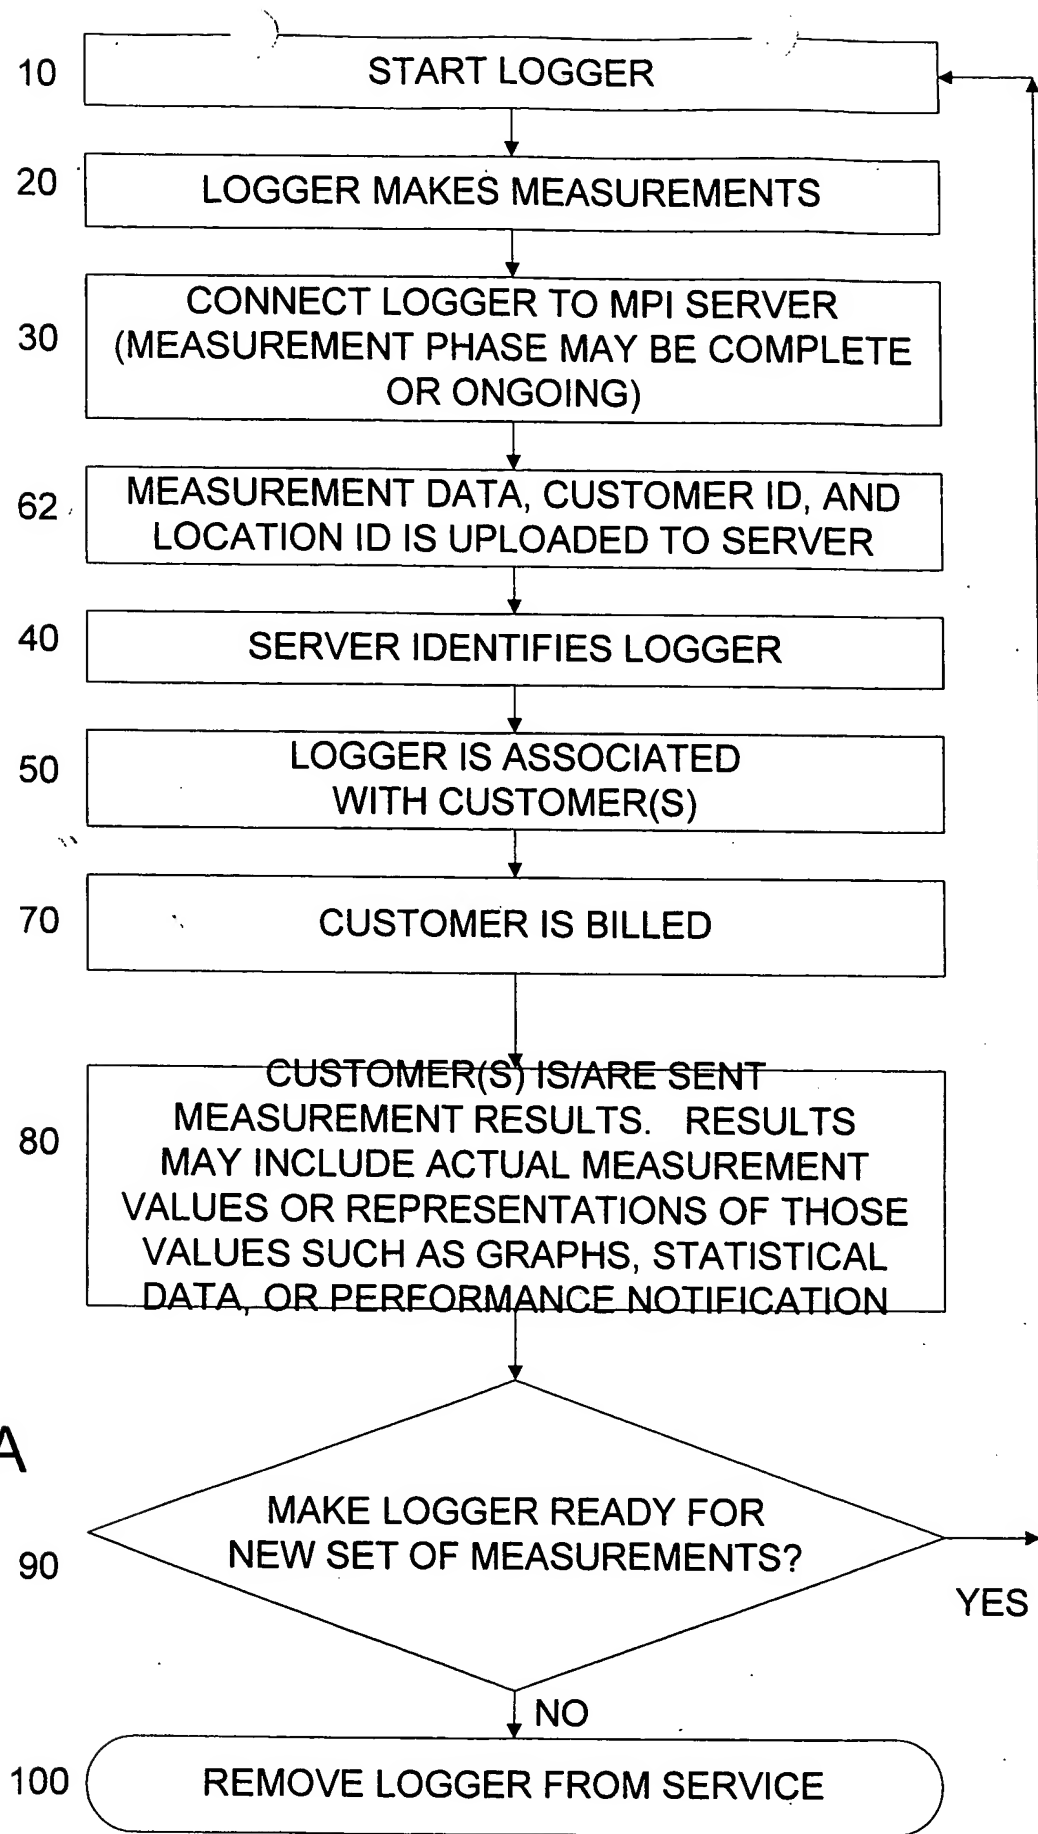 10
START LOGGER
20
LOGGER MAKES MEASUREMENTS
30
CONNECT LOGGER TO MPI SERVER
(MEASUREMENT PHASE MAY BE COMPLETE
OR ONGOING)
62
MEASUREMENT DATA, CUSTOMER ID, AND
LOCATION ID IS UPLOADED TO SERVER
40
SERVER IDENTIFIES LOGGER
50
LOGGER IS ASSOCIATED
WITH CUSTOMER(S)
70
CUSTOMER IS BILLED
80
CUSTOMER(S) IS/ARE SENT
MEASUREMENT RESULTS. RESULTS
MAY INCLUDE ACTUAL MEASUREMENT
VALUES OR REPRESENTATIONS OF THOSE
VALUES SUCH AS GRAPHS, STATISTICAL
DATA, OR PERFORMANCE NOTIFICATION
A
90
MAKE LOGGER READY FOR
NEW SET OF MEASUREMENTS?
YES
NO
100
REMOVE LOGGER FROM SERVICE